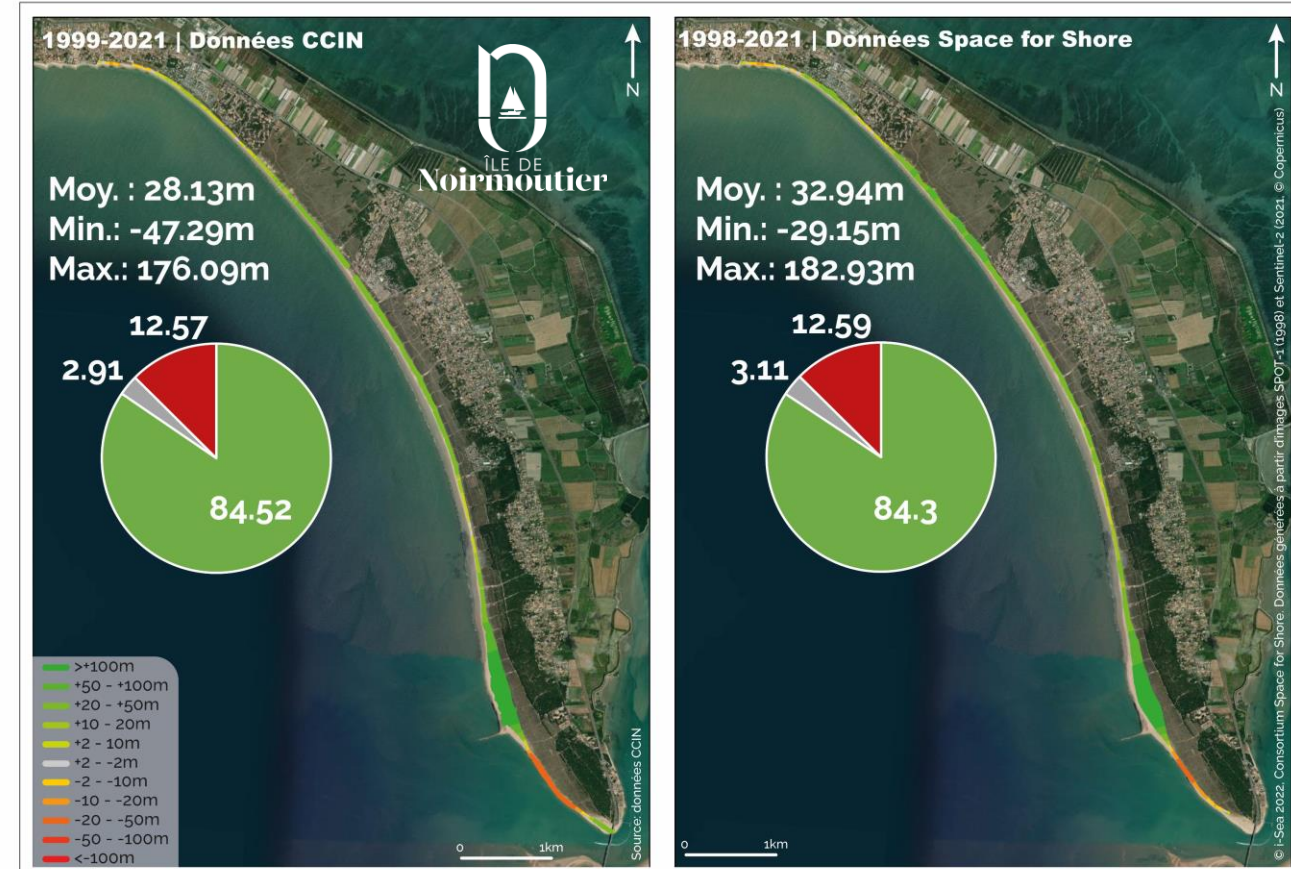 1999-2021 | Données CCIN
N
ÎLE DE
Noirmoutier
Moy. : 28.13m
Min.: -47.29m
Max.: 176.09m
12.57
2.91
84.52
>+100m
+50 - +100m
+20 - +50m
+10 - 20m
+2 - 10m
+2 - -2m
-2 - -10m
-10 - -20m
-20 - -50m
-50 - -100m
<-100m
0 1km
Source: données CCIN
1998-2021 | Données Space for Shore
N
Moy. : 32.94m
Min.: -29.15m
Max.: 182.93m
12.59
3.11
84.3
0 1km
© i-Sea 2022. Consortium Space for Shore. Données générées à partir d'images SPOT-1 (1998) et Sentinel-2 (2021. © Copernicus)